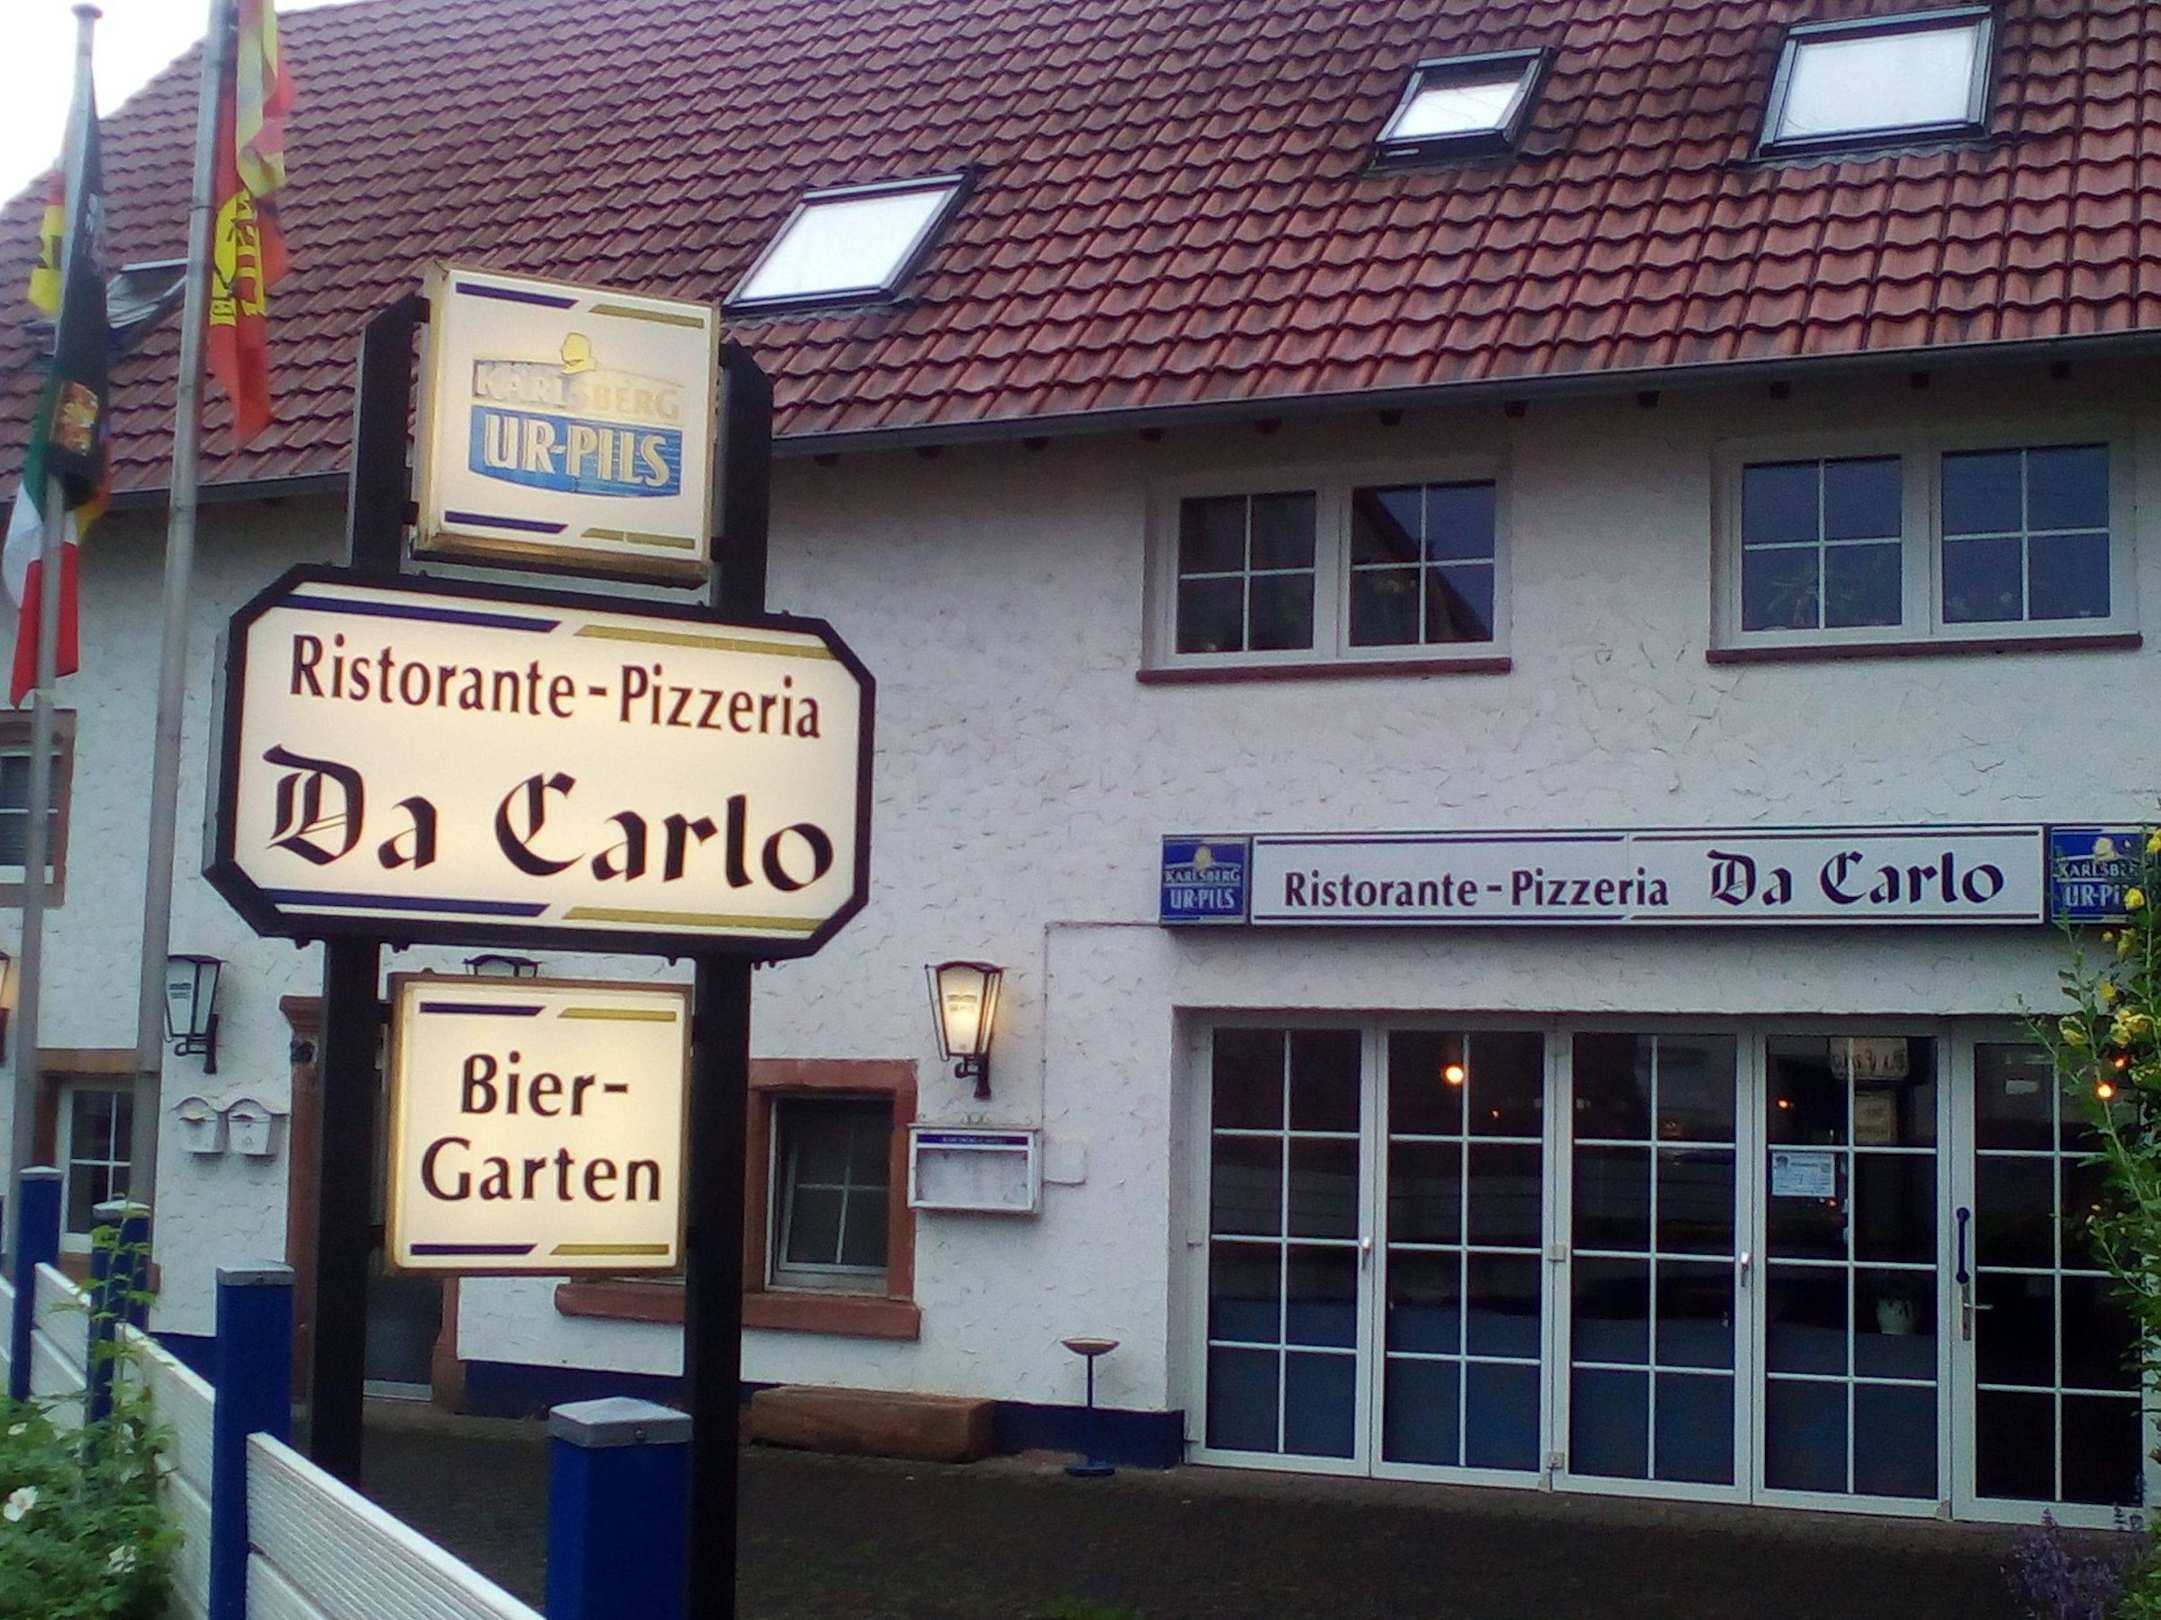 KARLSBERG
UR-PILS
Ristorante-Pizzeria
Da Carlo
Bier-
Garten
KARLSBERG
UR-PILS
Ristorante-Pizzeria Da Carlo
KARLSBERG
UR-PILS